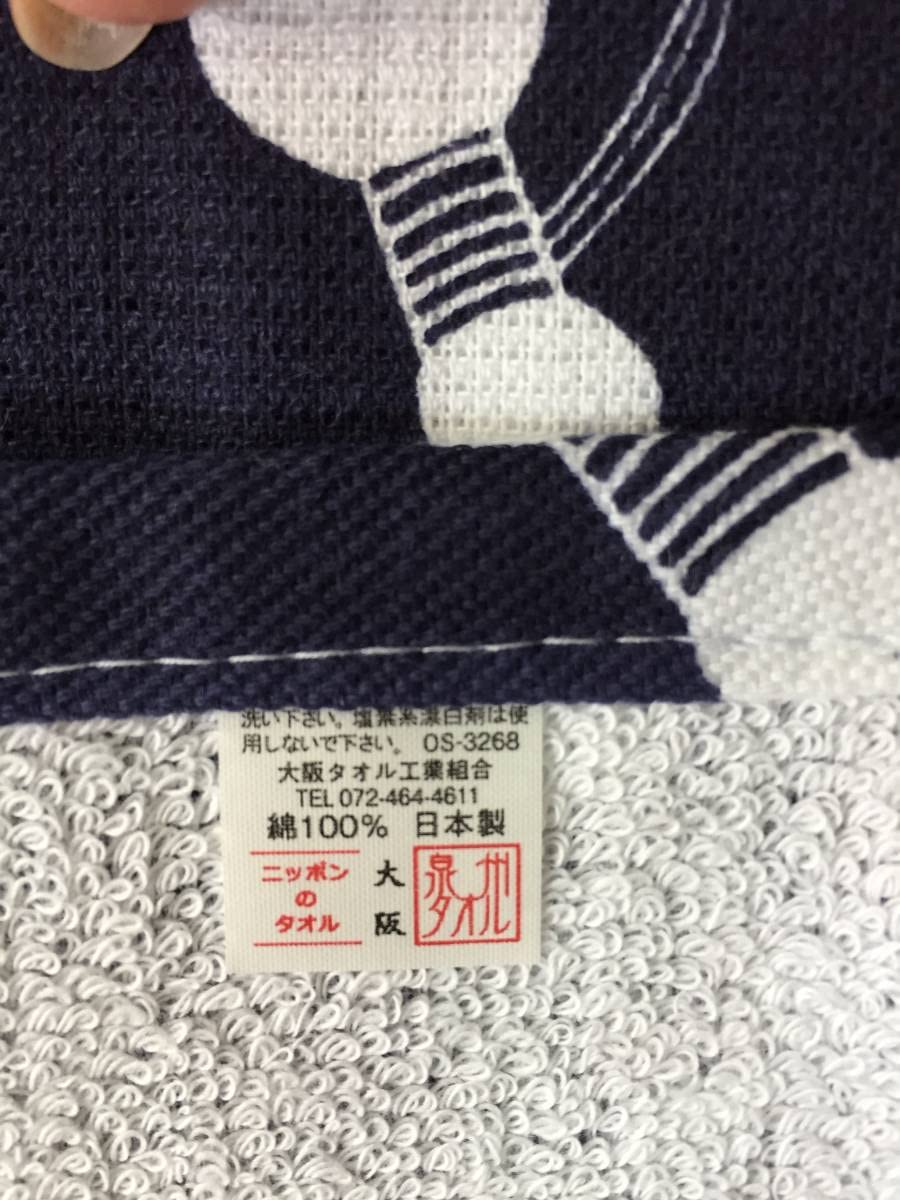 洗い下さい。塩素系漂白剤は使
用しないで下さい。 OS-3268
大阪タオル工業組合
TEL 072-464-4611
綿100% 日本製
ニッポン
の
タオル
大
阪
泉州
タオル